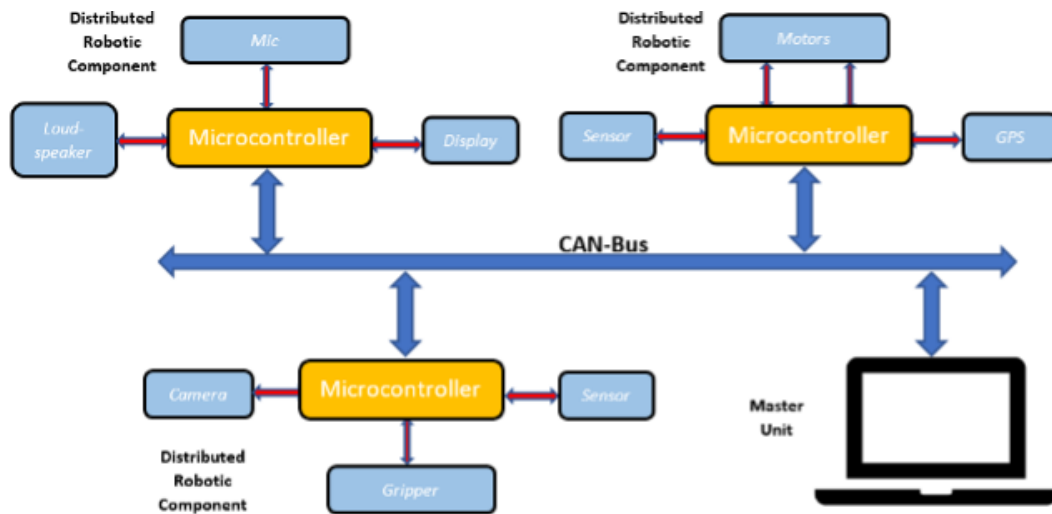 Distributed
Robotic
Component
Mic
Loud-
speaker
Microcontroller
Display
Distributed
Robotic
Component
Motors
Sensor
Microcontroller
GPS
CAN-Bus
Camera
Microcontroller
Sensor
Distributed
Robotic
Component
Gripper
Master
Unit